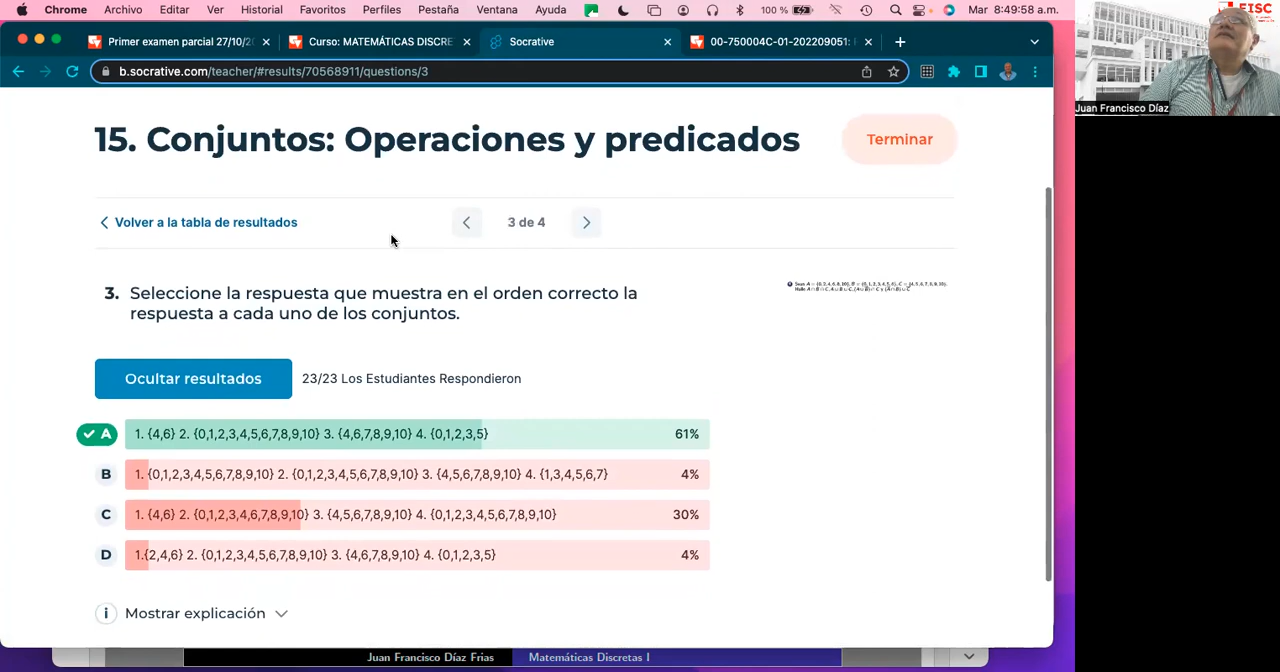 Chrome Archivo Editar Ver Historial Favoritos Perfiles Pestaña Ventana Ayuda 100 % Mar 8:49:58 a.m.
Primer examen parcial 27/10/2 Curso: MATEMÁTICAS DISCRE Socrative 00-750004C-01-202209051:
b.socrative.com/teacher/#results/70568911/questions/3
EISC
Juan Francisco Díaz
15. Conjuntos: Operaciones y predicados
Terminar
Volver a la tabla de resultados
3 de 4
3. Seleccione la respuesta que muestra en el orden correcto la
respuesta a cada uno de los conjuntos.
Ocultar resultados
23/23 Los Estudiantes Respondieron
A 1. {4,6} 2. {0,1,2,3,4,5,6,7,8,9,10} 3. {4,6,7,8,9,10} 4. {0,1,2,3,5} 61%
B 1. {0,1,2,3,4,5,6,7,8,9,10} 2. {0,1,2,3,4,5,6,7,8,9,10} 3. {4,5,6,7,8,9,10} 4. {1,3,4,5,6,7} 4%
C 1. {4,6} 2. {0,1,2,3,4,6,7,8,9,10} 3. {4,5,6,7,8,9,10} 4. {0,1,2,3,4,5,6,7,8,9,10} 30%
D 1.{2,4,6} 2. {0,1,2,3,4,5,6,7,8,9,10} 3. {4,6,7,8,9,10} 4. {0,1,2,3,5} 4%
i Mostrar explicación
Juan Francisco Díaz Frias Matemáticas Discretas I